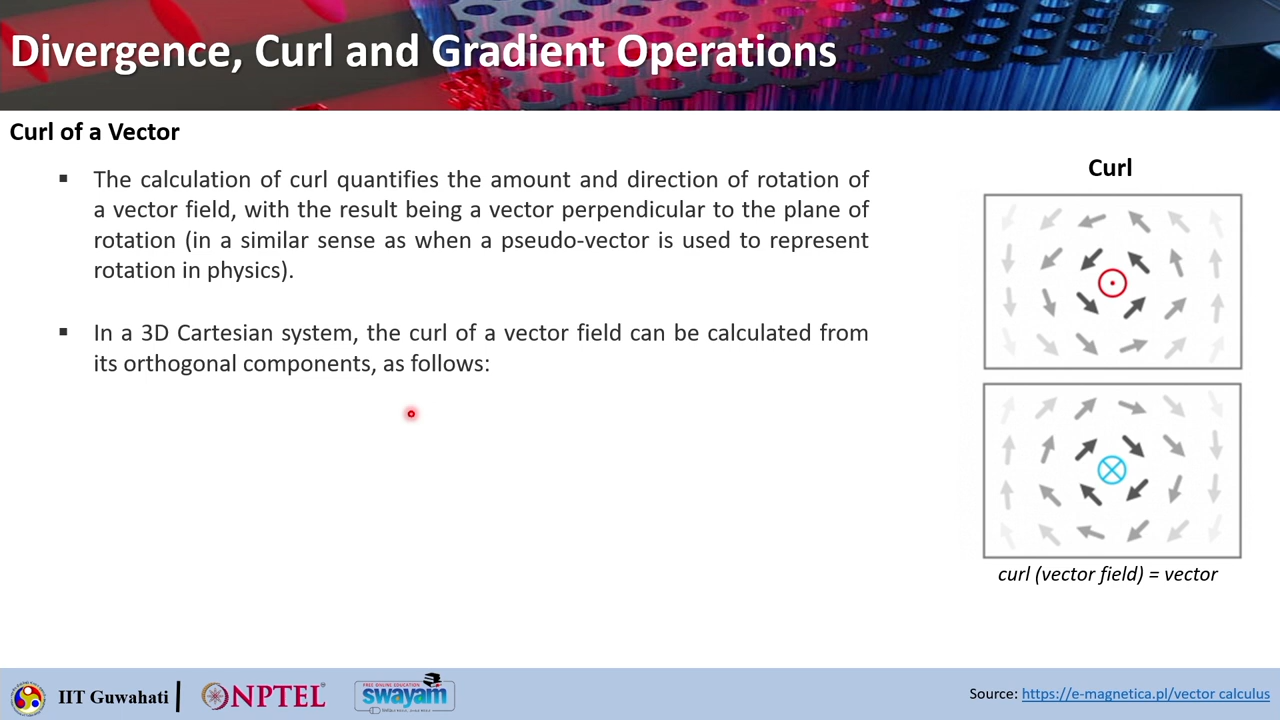 Divergence, Curl and Gradient Operations
Curl of a Vector
▪ The calculation of curl quantifies the amount and direction of rotation of
a vector field, with the result being a vector perpendicular to the plane of
rotation (in a similar sense as when a pseudo-vector is used to represent
rotation in physics).
▪ In a 3D Cartesian system, the curl of a vector field can be calculated from
its orthogonal components, as follows:
Curl
curl (vector field) = vector
IIT Guwahati
NPTEL
FREE ONLINE EDUCATION
swayam
Source: https://e-magnetica.pl/vector calculus